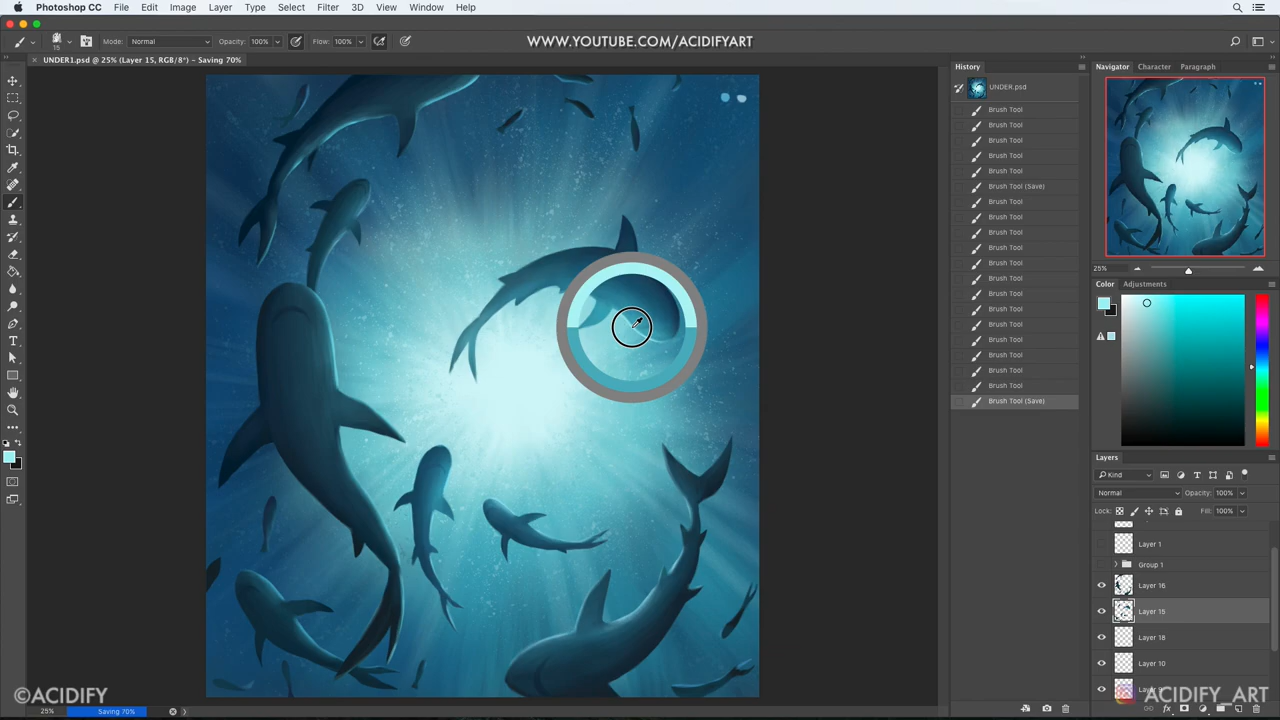 Photoshop CC File Edit Image Layer Type Select Filter 3D View Window Help
15 Mode: Normal Opacity: 100% Flow: 100% WWW.YOUTUBE.COM/ACIDIFYART
× UNDER1.psd @ 25% (Layer 15, RGB/8*) ~ Saving 70%
History
UNDER.psd
Brush Tool
Brush Tool
Brush Tool
Brush Tool
Brush Tool
Brush Tool (Save)
Brush Tool
Brush Tool
Brush Tool
Brush Tool
Brush Tool
Brush Tool
Brush Tool
Brush Tool
Brush Tool
Brush Tool
Brush Tool
Brush Tool
Brush Tool
Brush Tool (Save)
Navigator Character Paragraph
25%
Color Adjustments
Layers
Kind
Normal Opacity: 100%
Lock: Fill: 100%
Layer 1
Group 1
Layer 16
Layer 15
Layer 18
Layer 10
©ACIDIFY
ACIDIFY_ART
25% Saving 70%